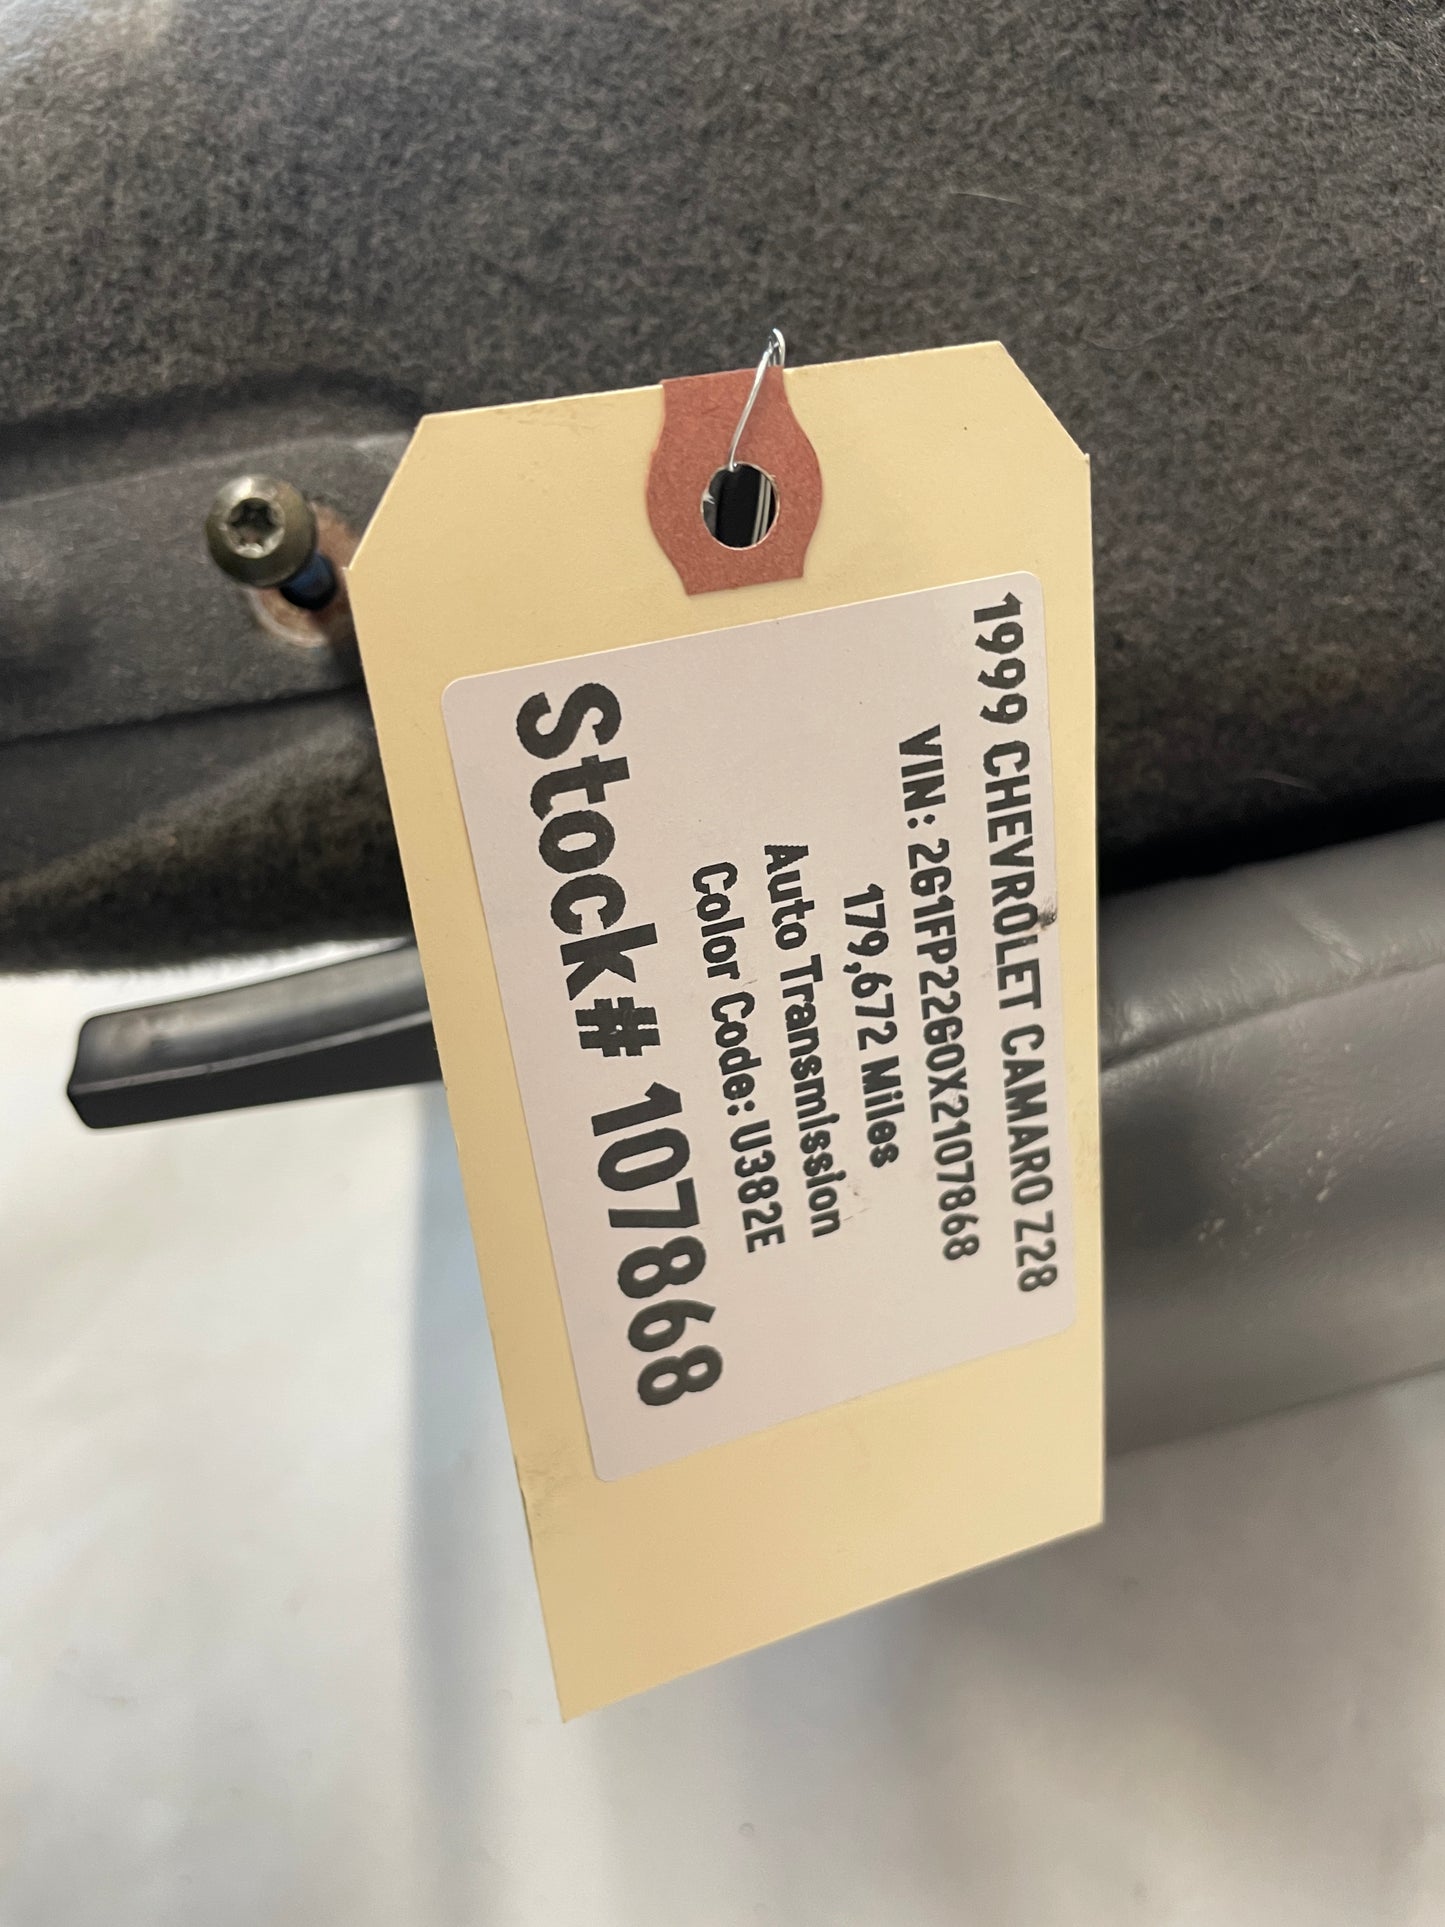 1999 CHEVROLET CAMARO Z28
VIN: 2G1FP22G0X2107868
179,672 Miles
Auto Transmission
Color Code: U382E
Stock# 107868